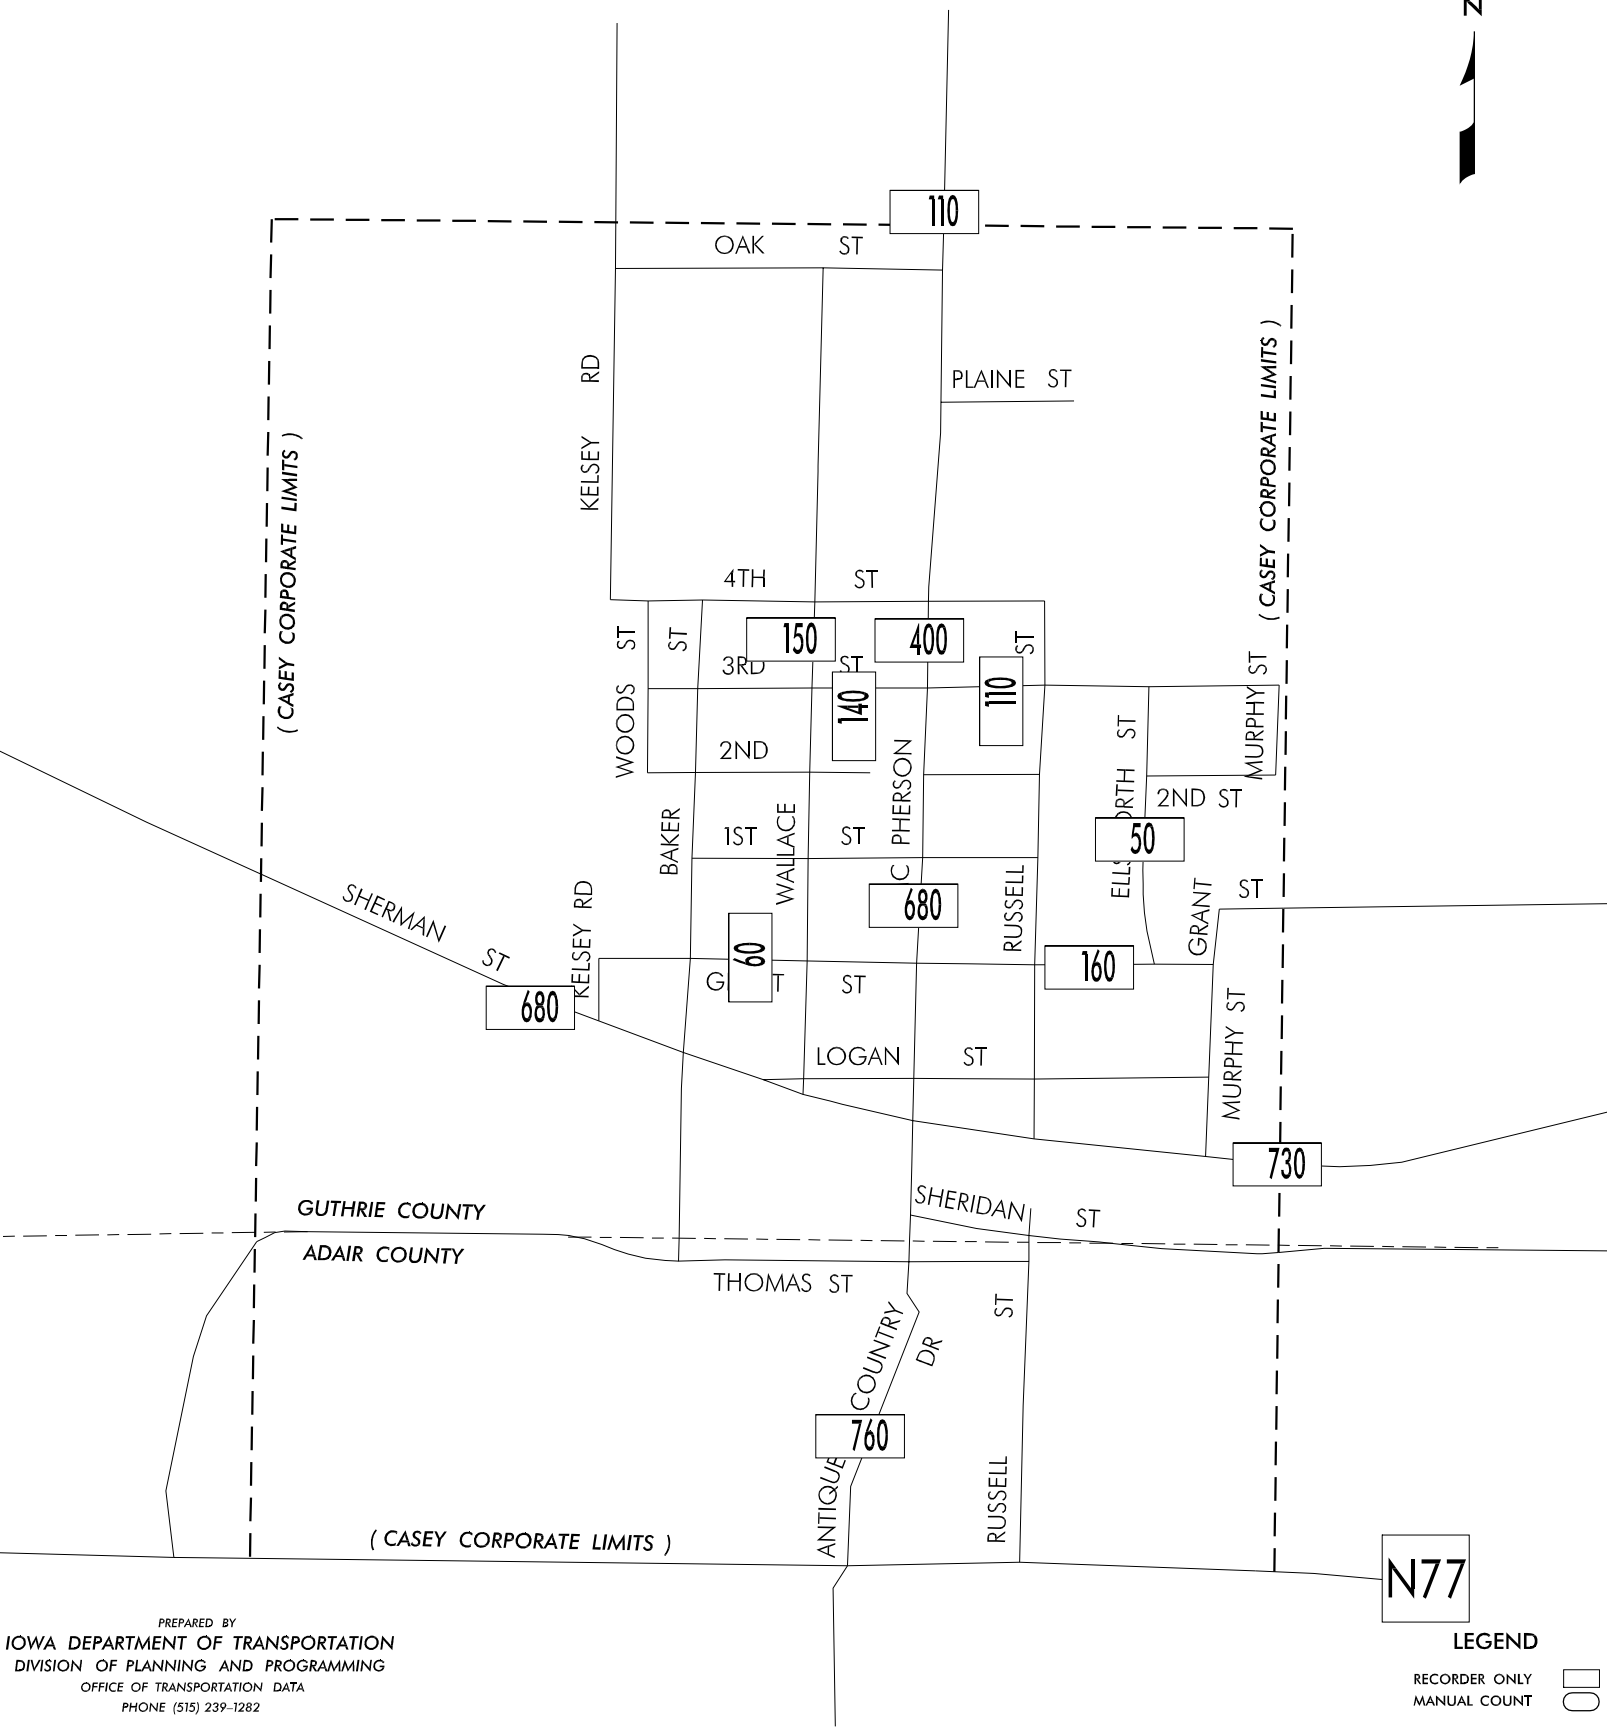 N
110
OAK ST
KELSEY RD
PLAINE ST
( CASEY CORPORATE LIMITS )
( CASEY CORPORATE LIMITS )
4TH ST
WOODS ST
ST
150
400
ST
3RD ST
140
110
MURPHY ST
2ND
PHERSON
ST
2ND ST
BAKER
1ST ST
WALLACE
C
50
680
RUSSELL
GRANT ST
SHERMAN ST
KELSEY RD
60
ST
160
680
LOGAN ST
MURPHY ST
730
GUTHRIE COUNTY
SHERIDAN ST
ADAIR COUNTY
THOMAS ST
ANTIQUE COUNTRY DR
760
RUSSELL ST
( CASEY CORPORATE LIMITS )
N77
PREPARED BY
IOWA DEPARTMENT OF TRANSPORTATION
DIVISION OF PLANNING AND PROGRAMMING
OFFICE OF TRANSPORTATION DATA
PHONE (515) 239-1282
LEGEND
RECORDER ONLY
MANUAL COUNT